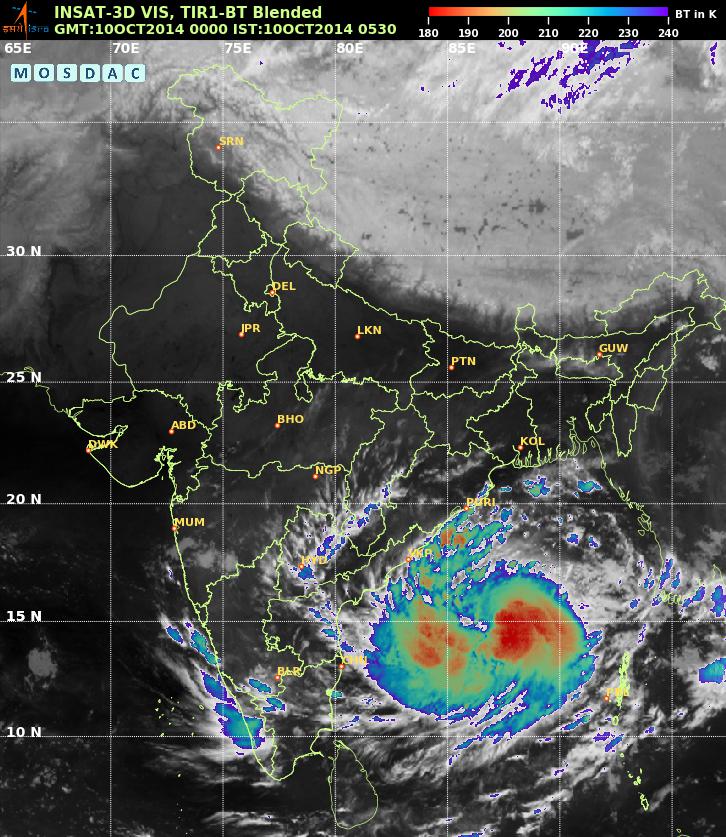 INSAT-3D VIS, TIR1-BT Blended
GMT:10OCT2014 0000 IST:10OCT2014 0530
BT in K
180 190 200 210 220 230 240
65E 70E 75E 80E 85E 90E
MOSDAC
SRN
30 N
DEL
JPR
LKN
GUW
PTN
25 N
ABD
BHO
DWK
KOL
NGP
20 N
PURI
MUM
HYD
15 N
BLR
10 N